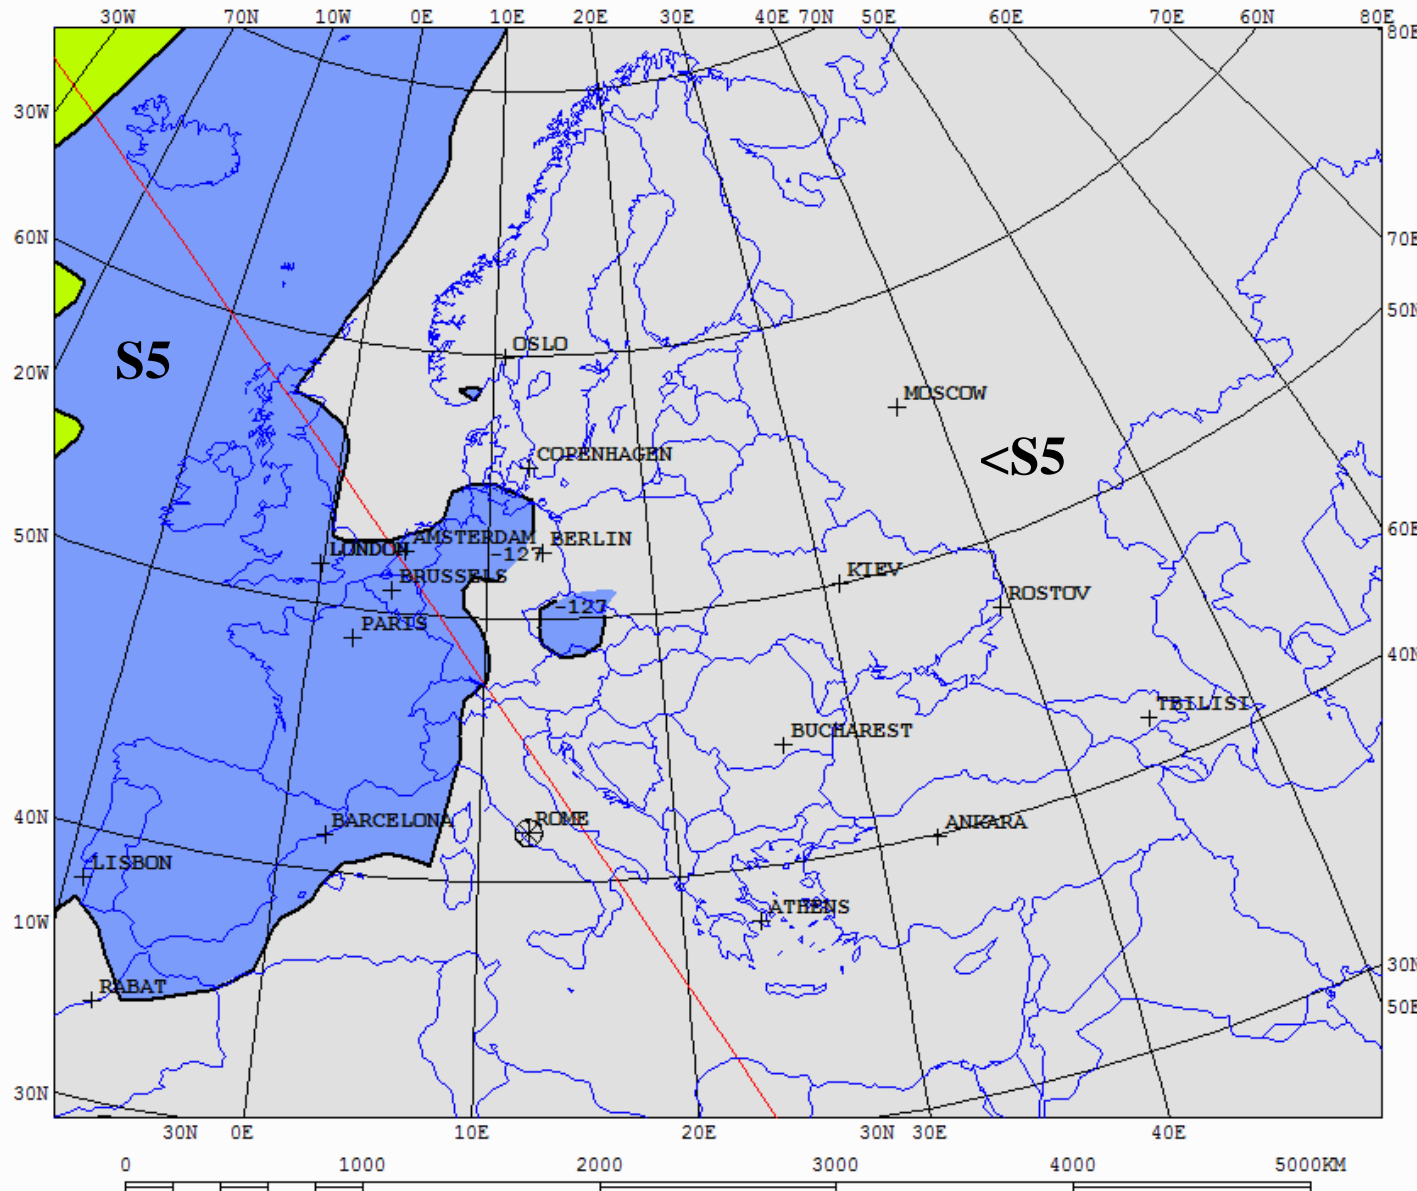 30W 70N 10W 0E 10E 20E 30E 40E 70N 50E 60E 70E 60N 80E
80E
30W
60N
70E
50N
OSLO
S5
20W
MOSCOW
COPENHAGEN
<S5
50N
60E
LONDON AMSTERDAM BERLIN
-127
BRUSSELS
KIEV
ROSTOV
-127
PARIS
40N
TBILISI
BUCHAREST
40N
BARCELONA
ROME
ANKARA
LISBON
10W
ATHENS
30N
RABAT
50E
30N
30N 0E 10E 20E 30N 30E 40E
0 1000 2000 3000 4000 5000KM